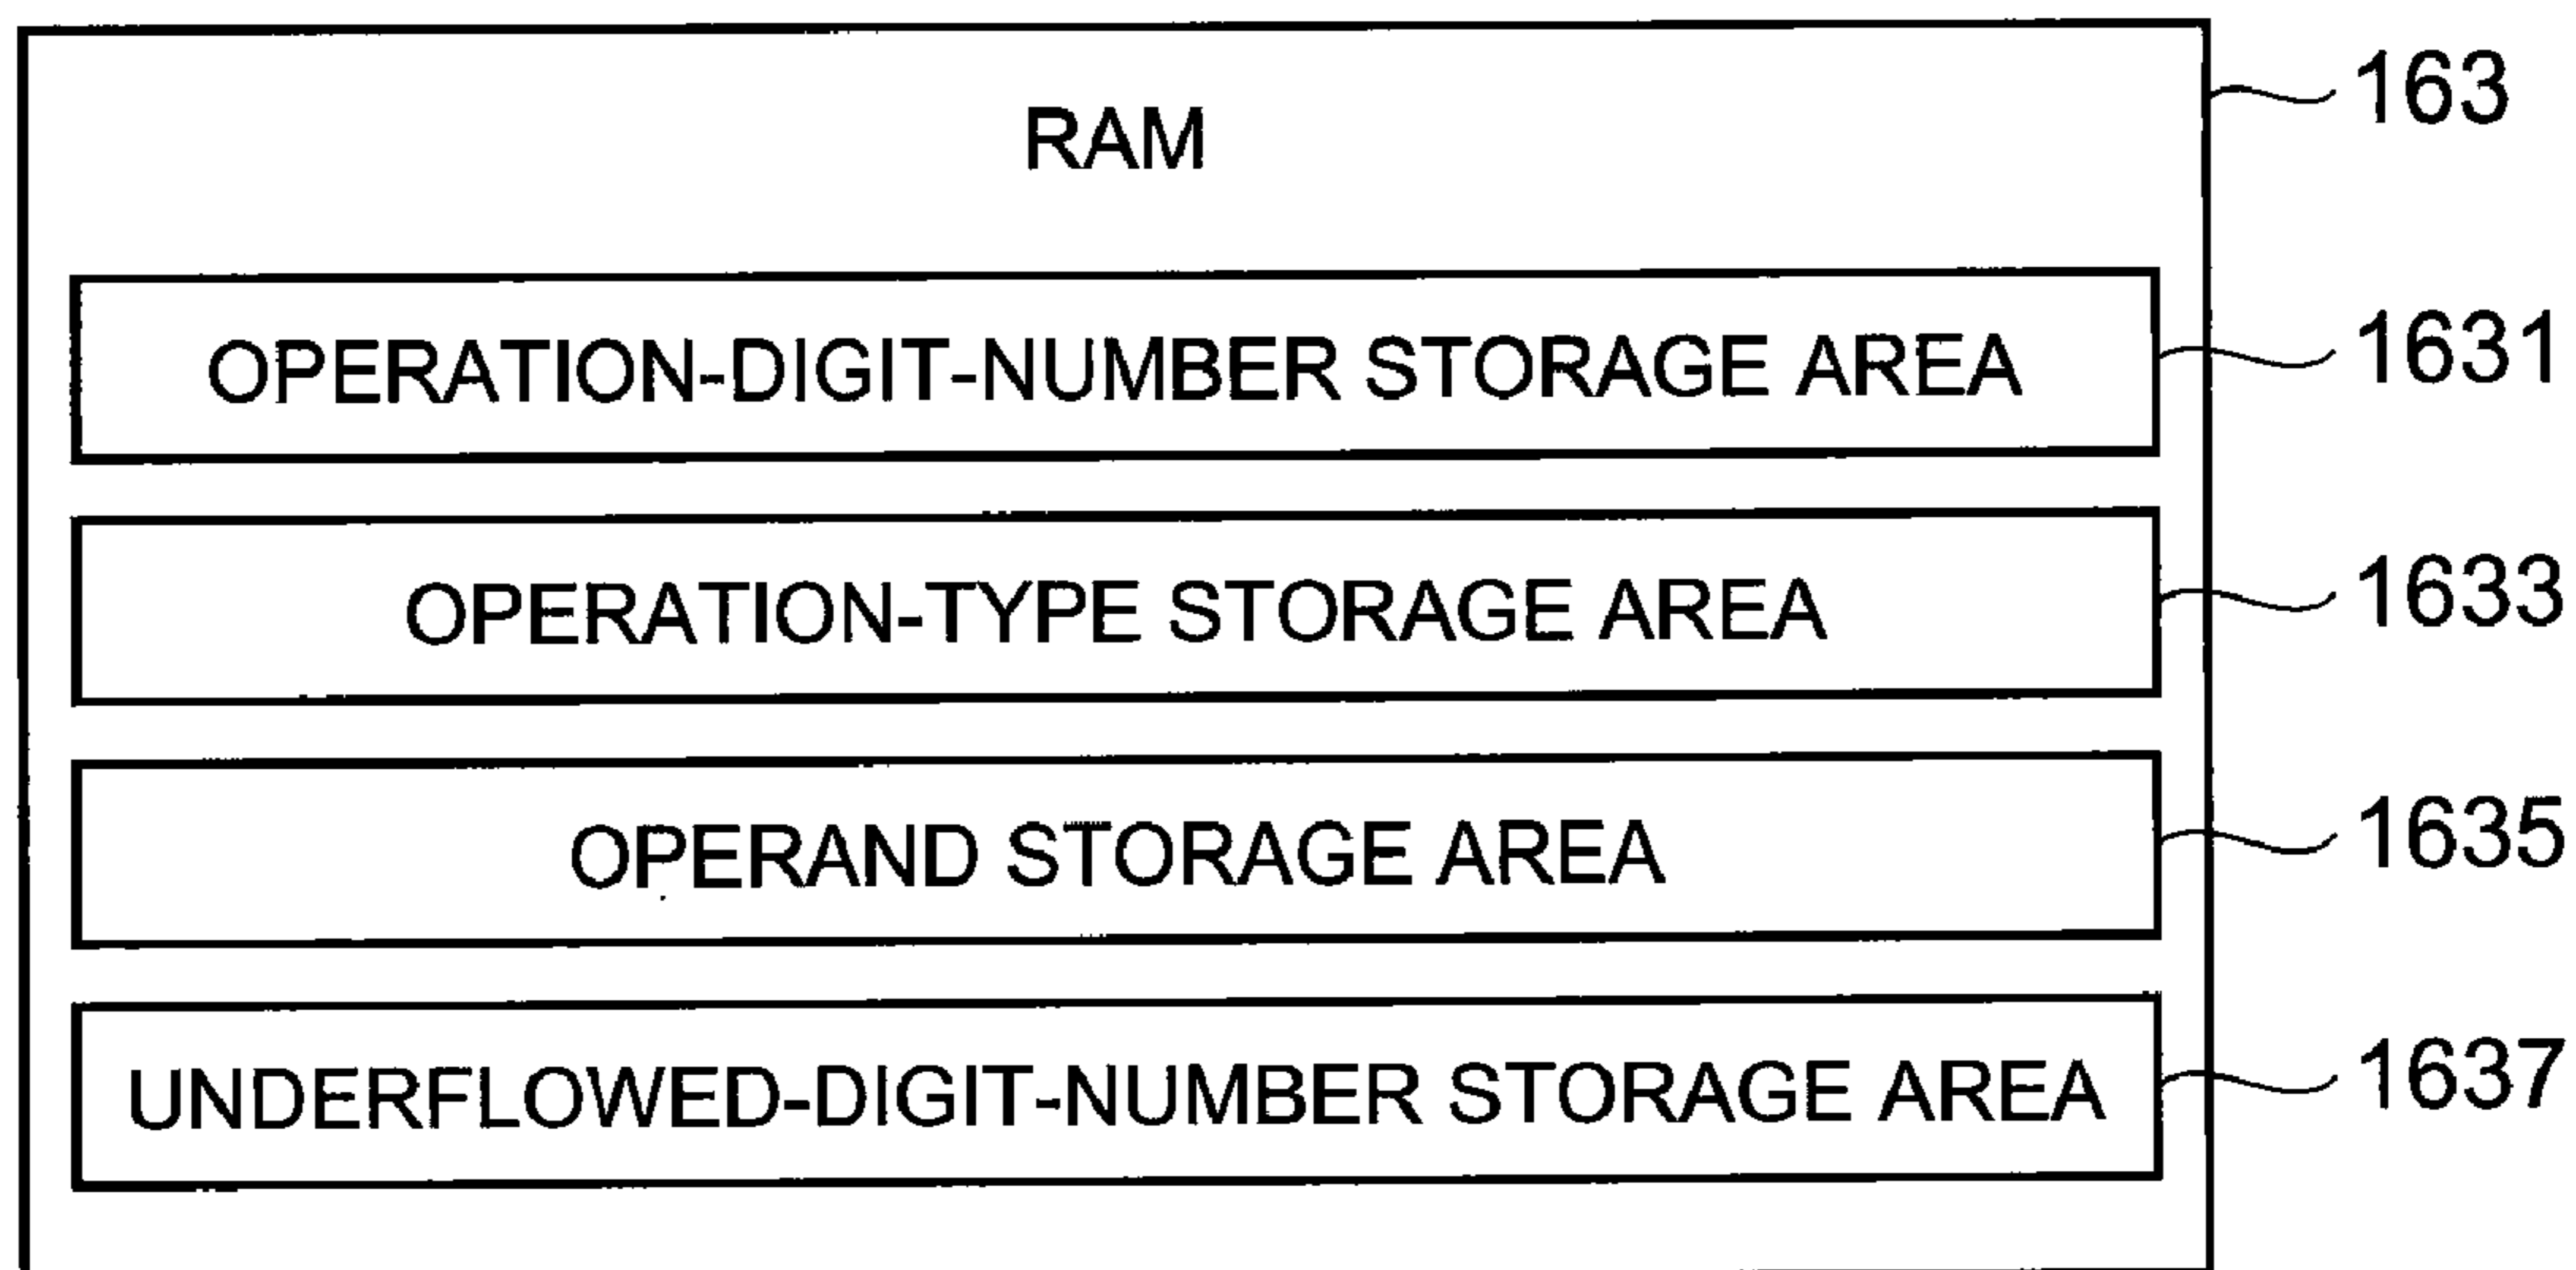 RAM 163
OPERATION-DIGIT-NUMBER STORAGE AREA 1631
OPERATION-TYPE STORAGE AREA 1633
OPERAND STORAGE AREA 1635
UNDERFLOWED-DIGIT-NUMBER STORAGE AREA 1637